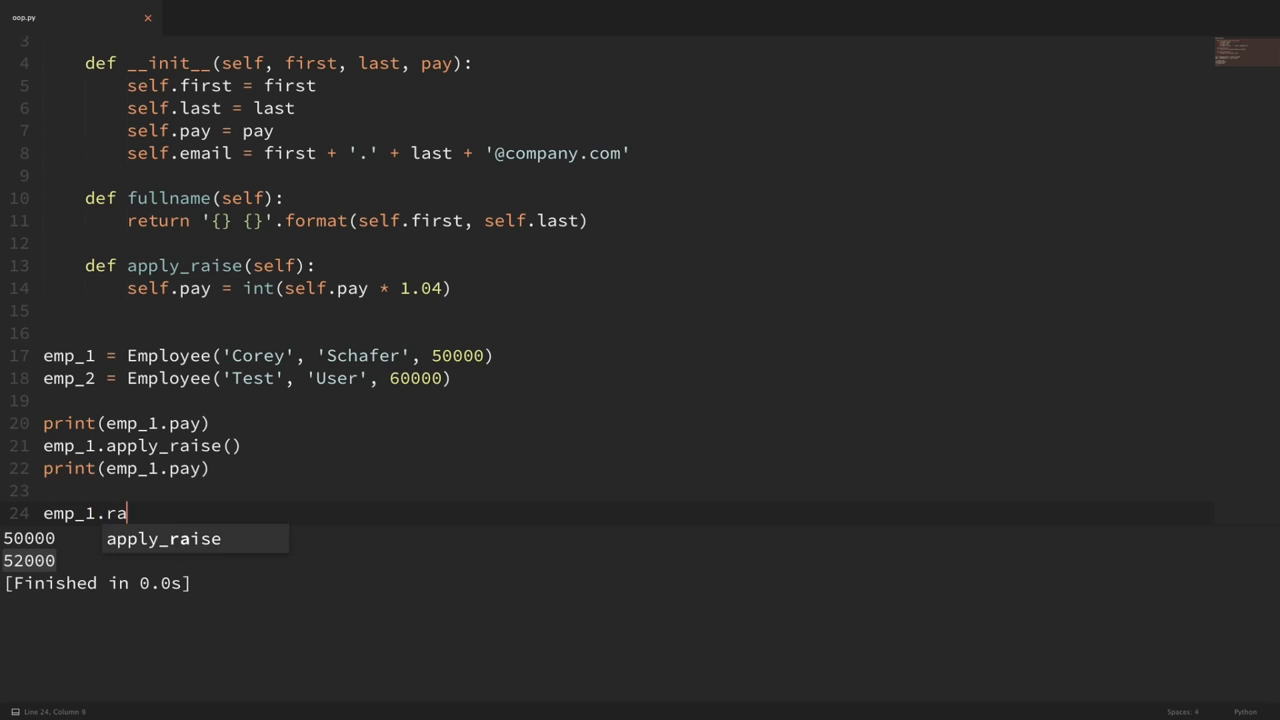 oop.py
3
4 def __init__(self, first, last, pay):
5 self.first = first
6 self.last = last
7 self.pay = pay
8 self.email = first + '.' + last + '@company.com'
9
10 def fullname(self):
11 return '{} {}'.format(self.first, self.last)
12
13 def apply_raise(self):
14 self.pay = int(self.pay * 1.04)
15
16
17 emp_1 = Employee('Corey', 'Schafer', 50000)
18 emp_2 = Employee('Test', 'User', 60000)
19
20 print(emp_1.pay)
21 emp_1.apply_raise()
22 print(emp_1.pay)
23
24 emp_1.ra
50000 apply_raise
52000
[Finished in 0.0s]
Line 24, Column 9 Spaces: 4 Python